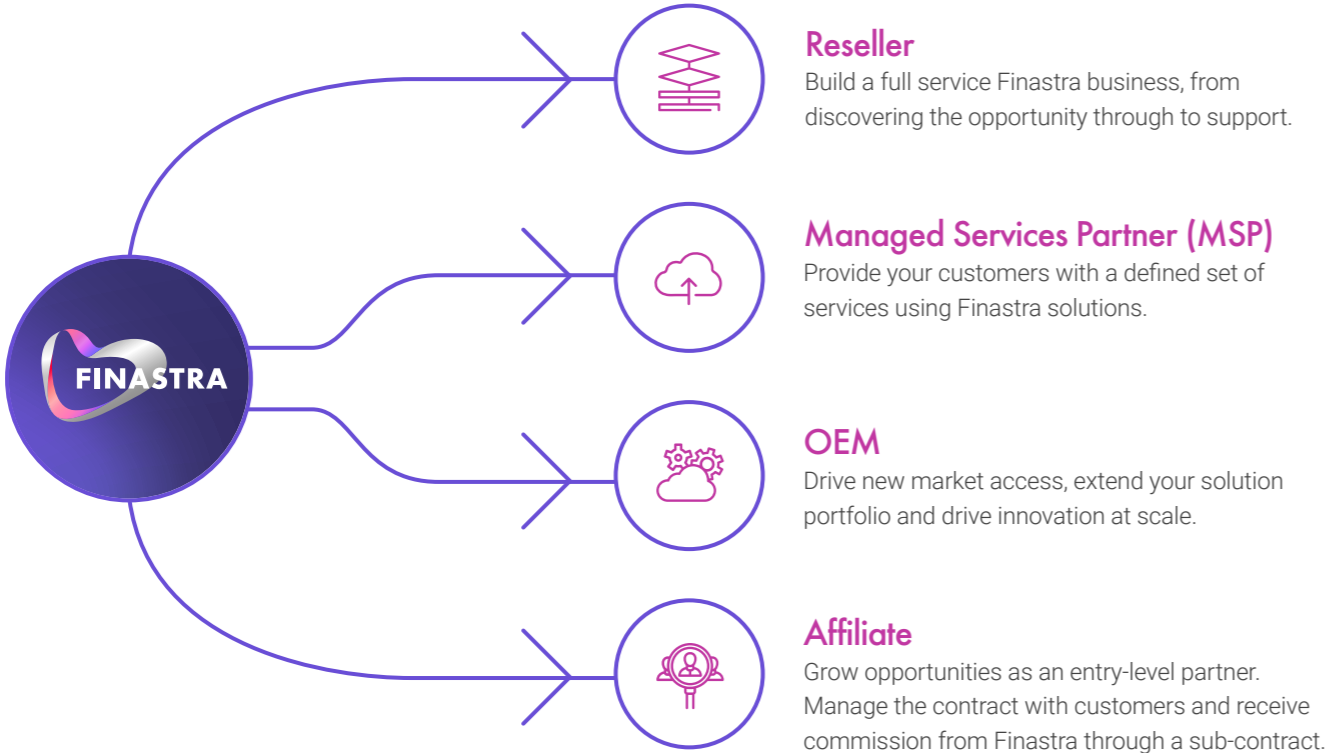 Reseller
Build a full service Finastra business, from
discovering the opportunity through to support.
Managed Services Partner (MSP)
Provide your customers with a defined set of
services using Finastra solutions.
FINASTRA
OEM
Drive new market access, extend your solution
portfolio and drive innovation at scale.
Affiliate
Grow opportunities as an entry-level partner.
Manage the contract with customers and receive
commission from Finastra through a sub-contract.